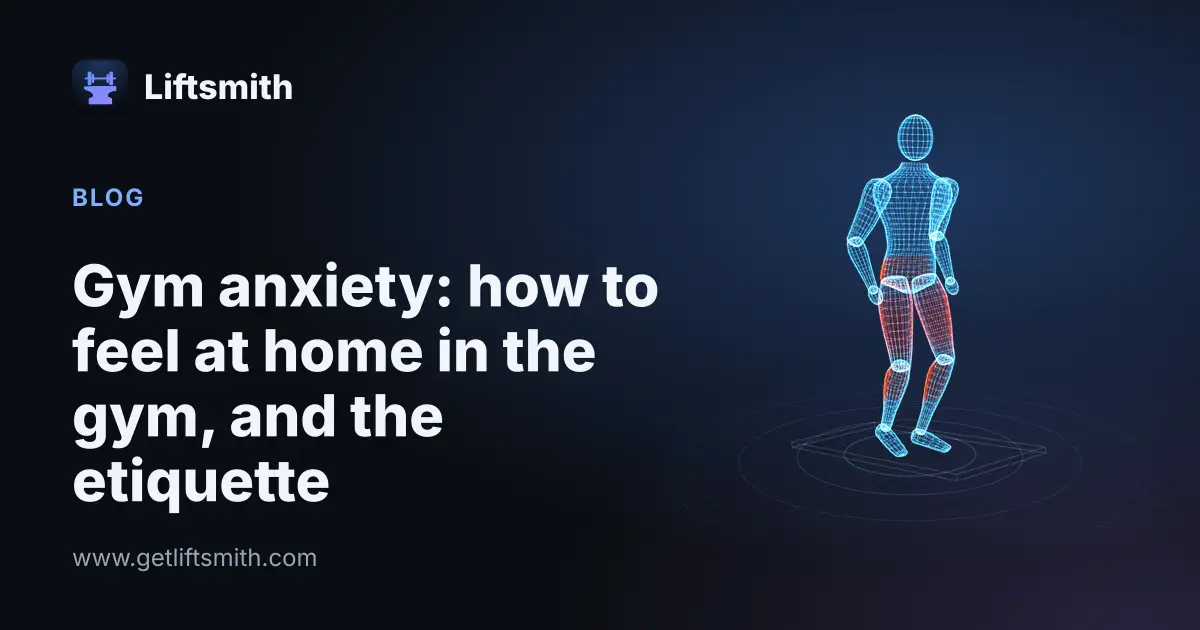 Liftsmith
BLOG
Gym anxiety: how to
feel at home in the
gym, and the
etiquette
www.getliftsmith.com